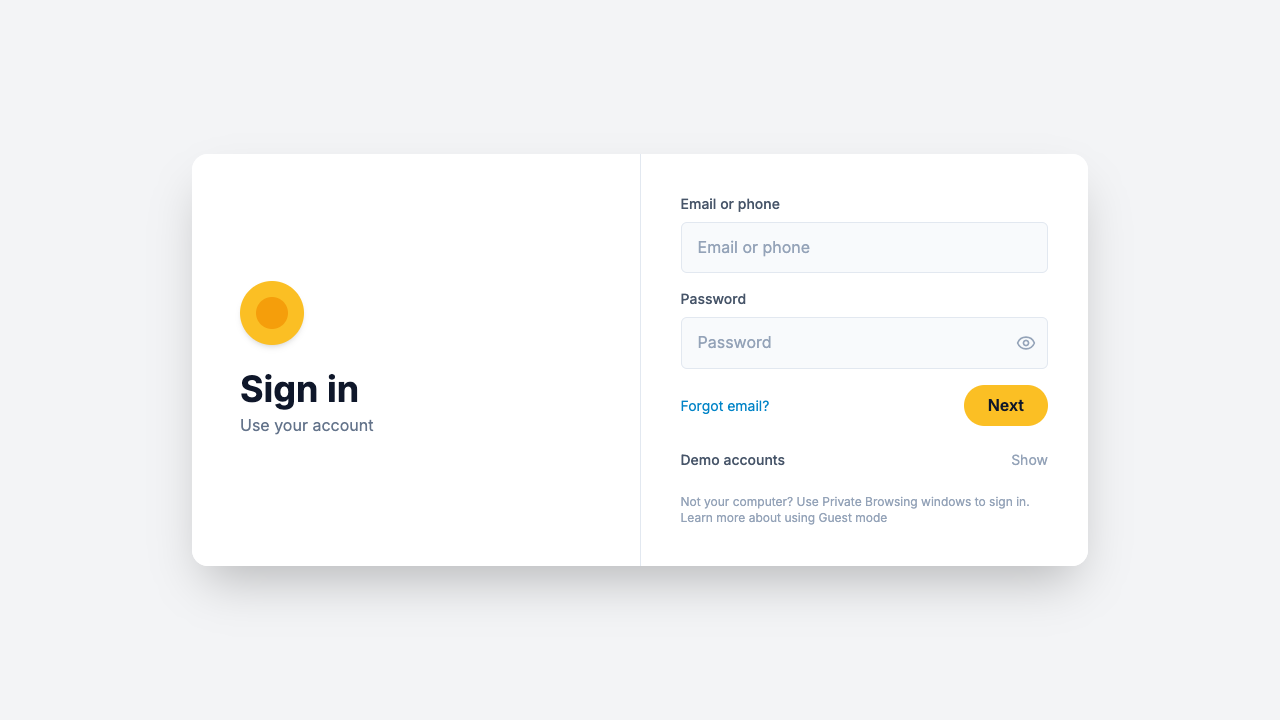 Sign in
Use your account
Email or phone
Email or phone
Password
Password
Forgot email?
Next
Demo accounts
Show
Not your computer? Use Private Browsing windows to sign in.
Learn more about using Guest mode